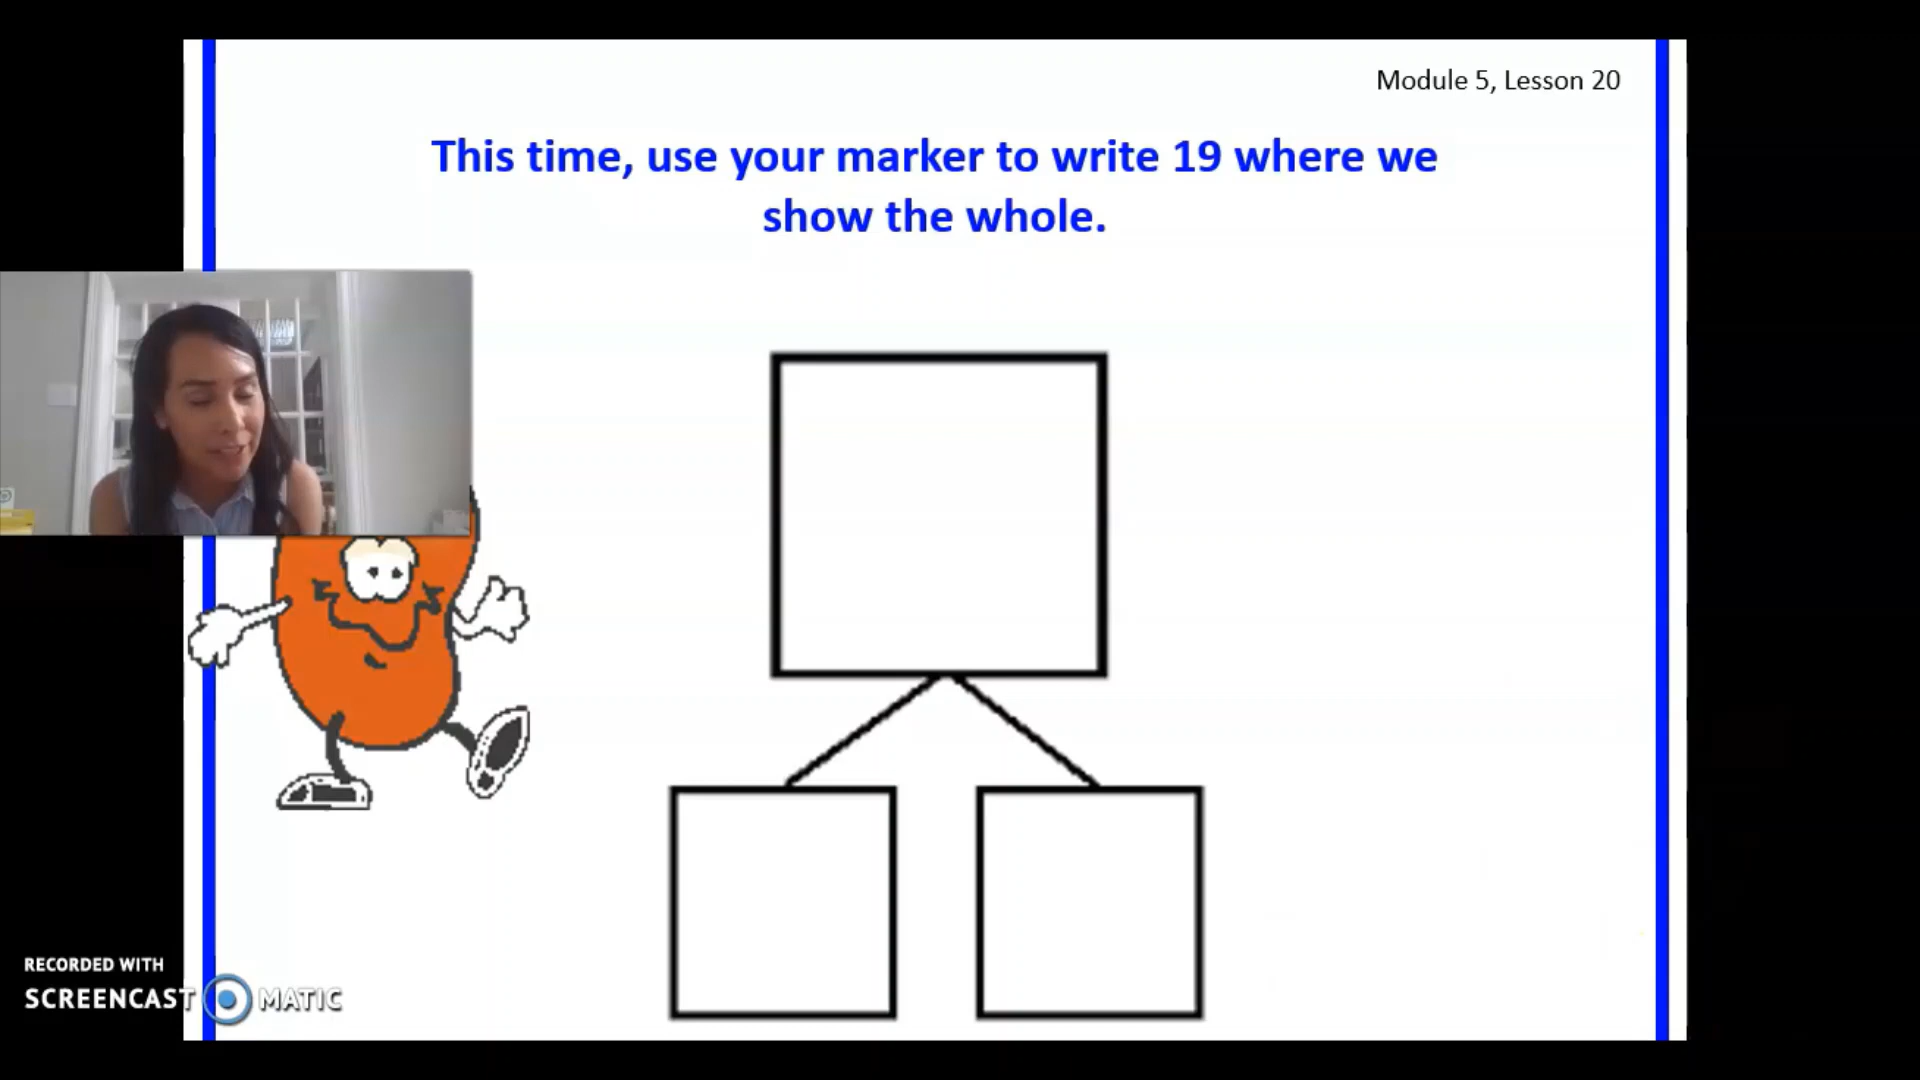 Module 5, Lesson 20
This time, use your marker to write 19 where we
show the whole.
RECORDED WITH
SCREENCAST MATIC